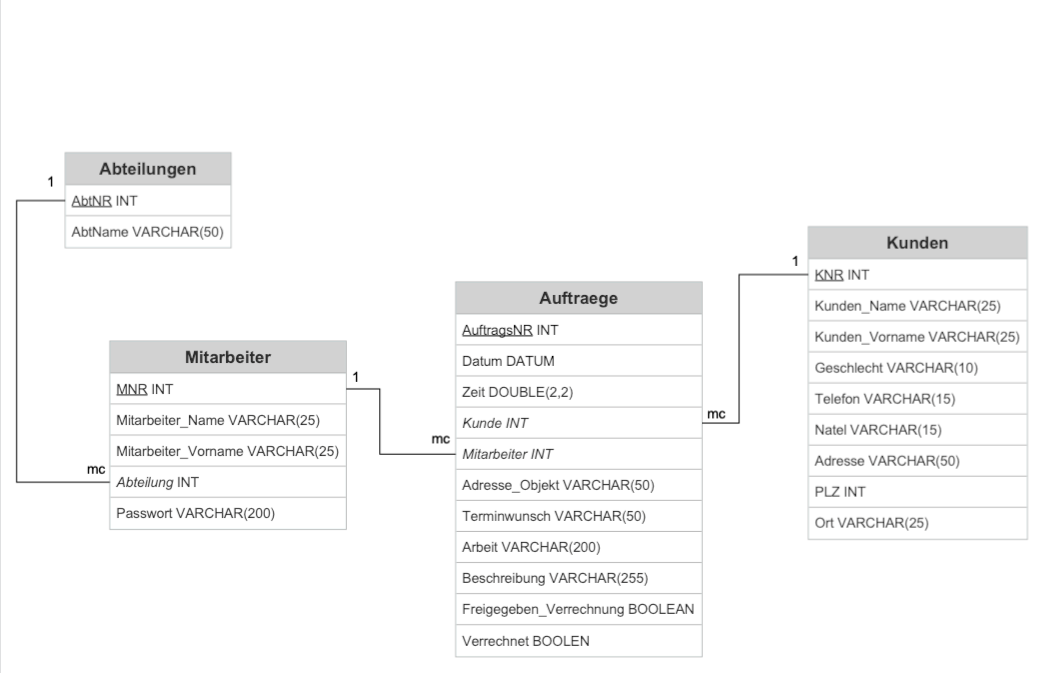 Abteilungen
1
AbtNR INT
AbtName VARCHAR(50)
Mitarbeiter
MNR INT
1
Mitarbeiter_Name VARCHAR(25)
Mitarbeiter_Vorname VARCHAR(25)
mc
Abteilung INT
Passwort VARCHAR(200)
Auftraege
AuftragsNR INT
Datum DATUM
Zeit DOUBLE(2,2)
Kunde INT
mc
mc
Mitarbeiter INT
Adresse_Objekt VARCHAR(50)
Terminwunsch VARCHAR(50)
Arbeit VARCHAR(200)
Beschreibung VARCHAR(255)
Freigegeben_Verrechnung BOOLEAN
Verrechnet BOOLEN
Kunden
1
KNR INT
Kunden_Name VARCHAR(25)
Kunden_Vorname VARCHAR(25)
Geschlecht VARCHAR(10)
Telefon VARCHAR(15)
Natel VARCHAR(15)
Adresse VARCHAR(50)
PLZ INT
Ort VARCHAR(25)